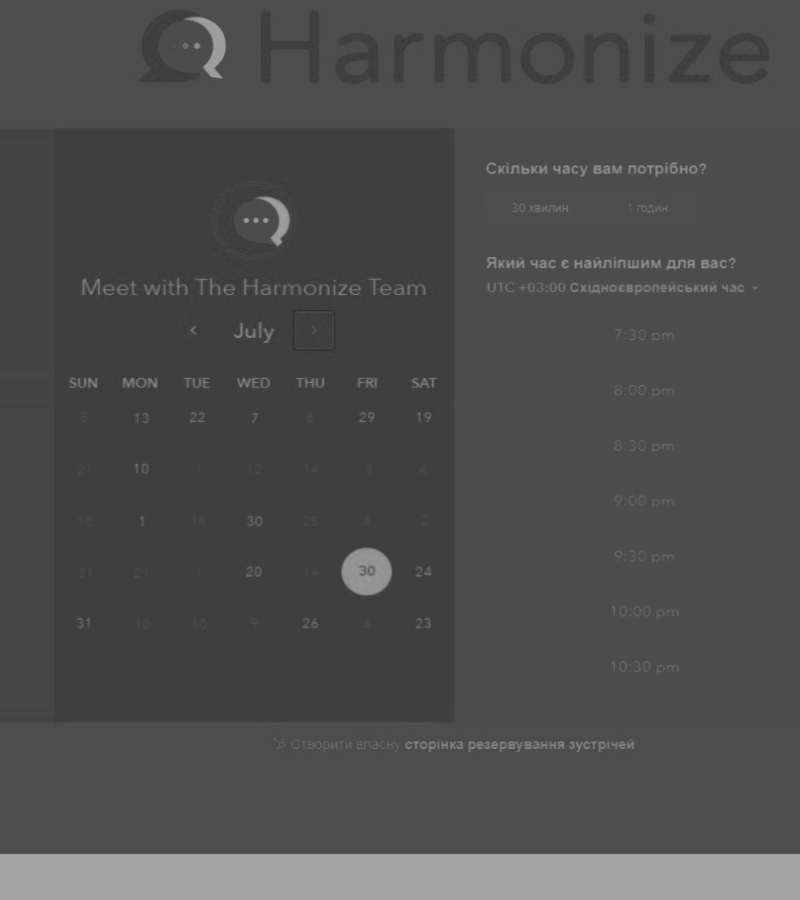 Harmonize
Meet with The Harmonize Team
July
SUN MON TUE WED THU FRI SAT
5 13 22 7 6 29 19
21 10 1 12 14 3 4
18 1 16 30 25 4 2
31 21 1 20 14 30 24
31 10 10 9 26 4 23
Скільки часу вам потрібно?
30 хвилин 1 годин
Який час є найліпшим для вас?
UTC +03:00 Східноєвропейський час
7:30 pm
8:00 pm
8:30 pm
9:00 pm
9:30 pm
10:00 pm
10:30 pm
Створити власну сторінка резервування зустрічей